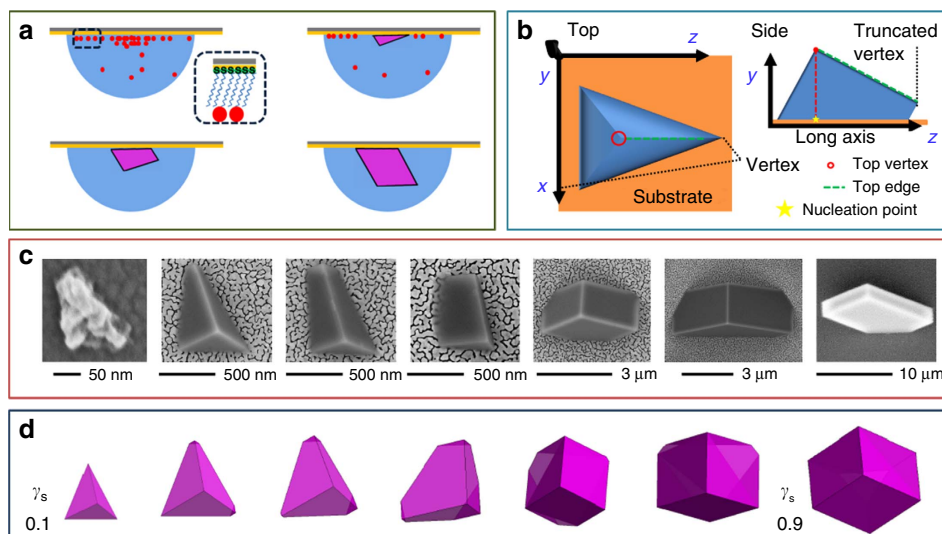 a
SSSSSS
b
Top
z
y
x
Substrate
Vertex
Side
Truncated
vertex
y
Long axis
z
Top vertex
Top edge
Nucleation point
c
50 nm
500 nm
500 nm
500 nm
3 μm
3 μm
10 μm
d
γs
0.1
γs
0.9